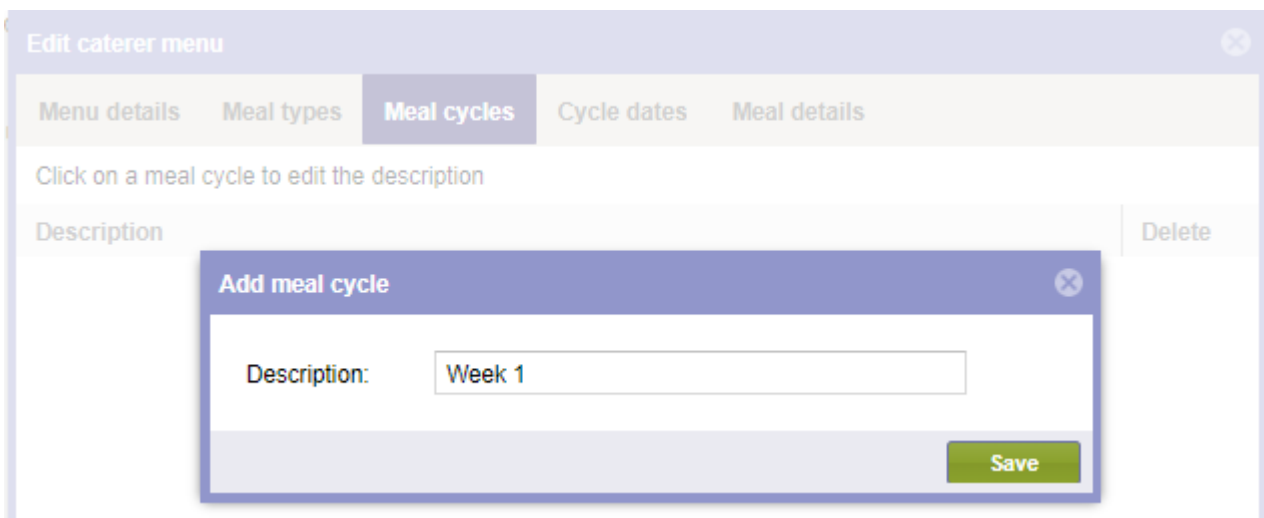 Edit caterer menu
Menu details Meal types Meal cycles Cycle dates Meal details
Click on a meal cycle to edit the description
Description Delete
Add meal cycle
Description: Week 1
Save